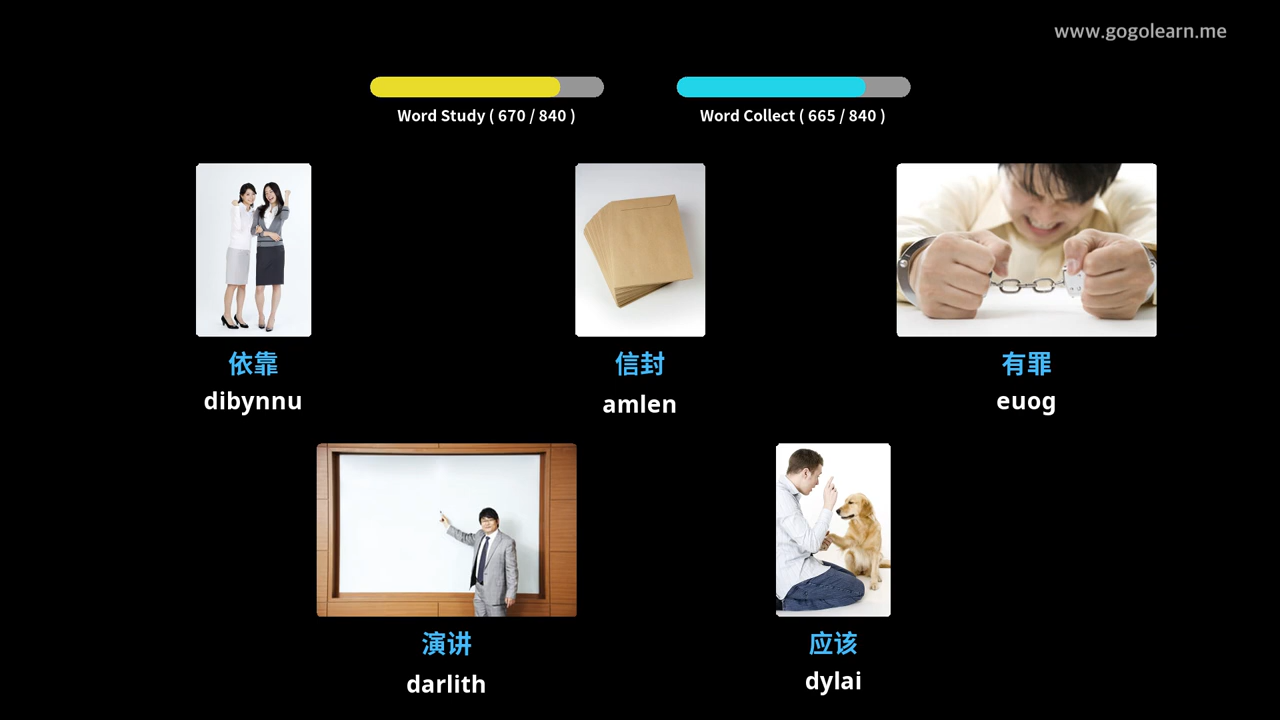 www.gogolearn.me
Word Study ( 670 / 840 )
Word Collect ( 665 / 840 )
依靠
dibynnu
信封
amlen
有罪
euog
演讲
darlith
应该
dylai